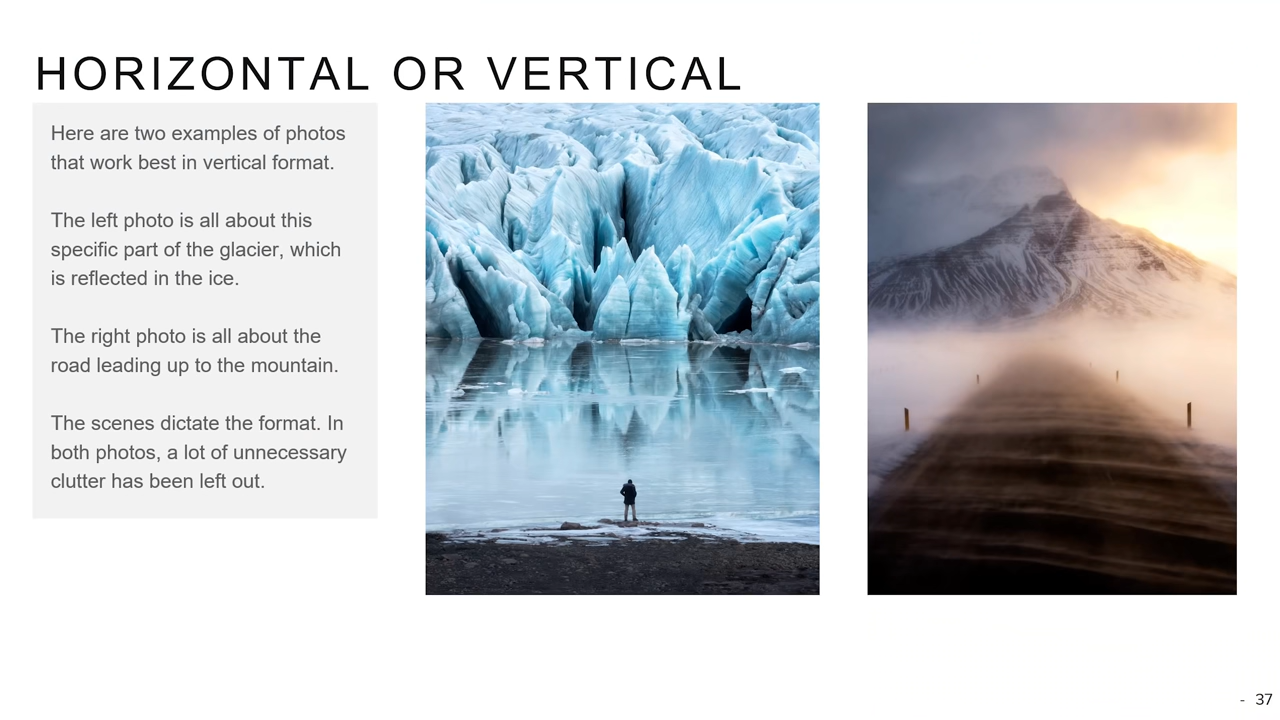 HORIZONTAL OR VERTICAL
Here are two examples of photos
that work best in vertical format.
The left photo is all about this
specific part of the glacier, which
is reflected in the ice.
The right photo is all about the
road leading up to the mountain.
The scenes dictate the format. In
both photos, a lot of unnecessary
clutter has been left out.
- 37